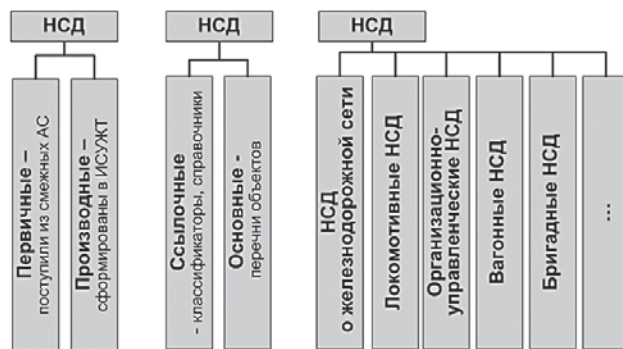 НСД
Первичные –
поступили из смежных АС
Производные –
сформированы в ИСУЖТ
НСД
Ссылочные
- классификаторы, справочники
Основные -
перечни объектов
НСД
НСД
о железнодорожной сети
Локомотивные НСД
Организационно-
управленческие НСД
Вагонные НСД
Бригадные НСД
...